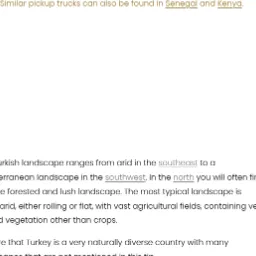 Similar pickup trucks can also be found in Senegal and Kenya.
urkish landscape ranges from arid in the southeast to a
erranean landscape in the southwest. In the north you will often fi
e forested and lush landscape. The most typical landscape is
arid, either rolling or flat, with vast agricultural fields, containing ve
d vegetation other than crops.
e that Turkey is a very naturally diverse country with many